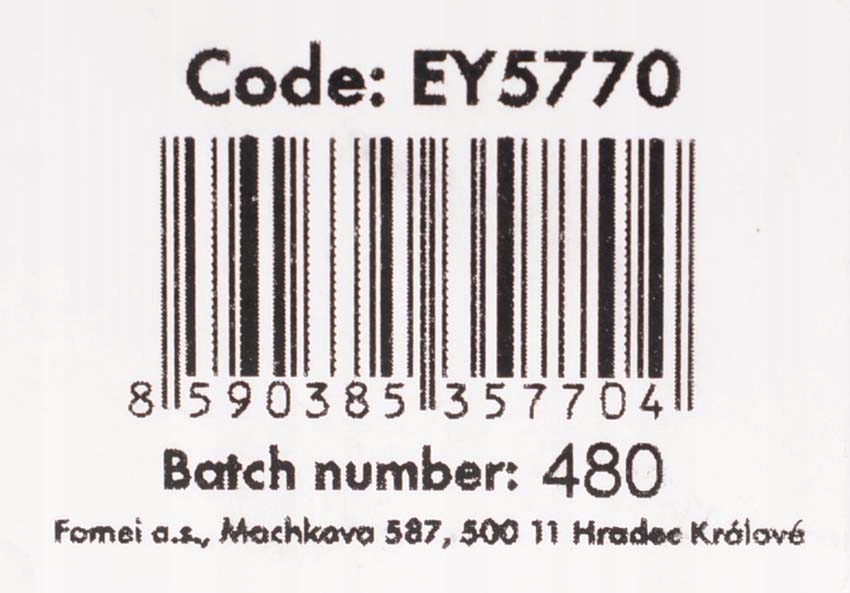 Code: EY5770
8 590385 357704
Batch number: 480
Fomei a.s., Machkova 587, 500 11 Hradec Králové